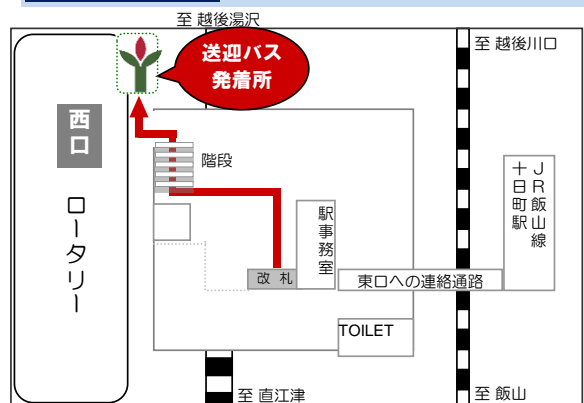 至 越後湯沢
送迎バス
発着所
至 越後川口
西口
階段
ロータリー
駅事務室
JR飯山線
十日町駅
改 札
東口への連絡通路
TOILET
至 直江津
至 飯山